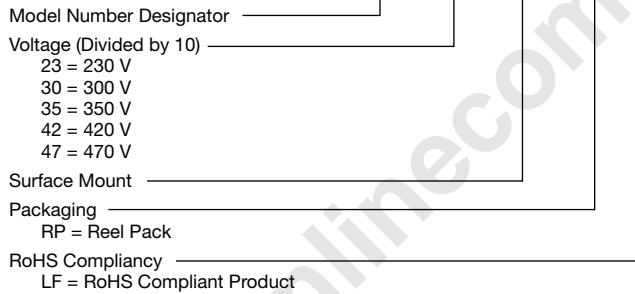 Model Number Designator
Voltage (Divided by 10)
23 = 230 V
30 = 300 V
35 = 350 V
42 = 420 V
47 = 470 V
Surface Mount
Packaging
RP = Reel Pack
RoHS Compliancy
LF = RoHS Compliant Product